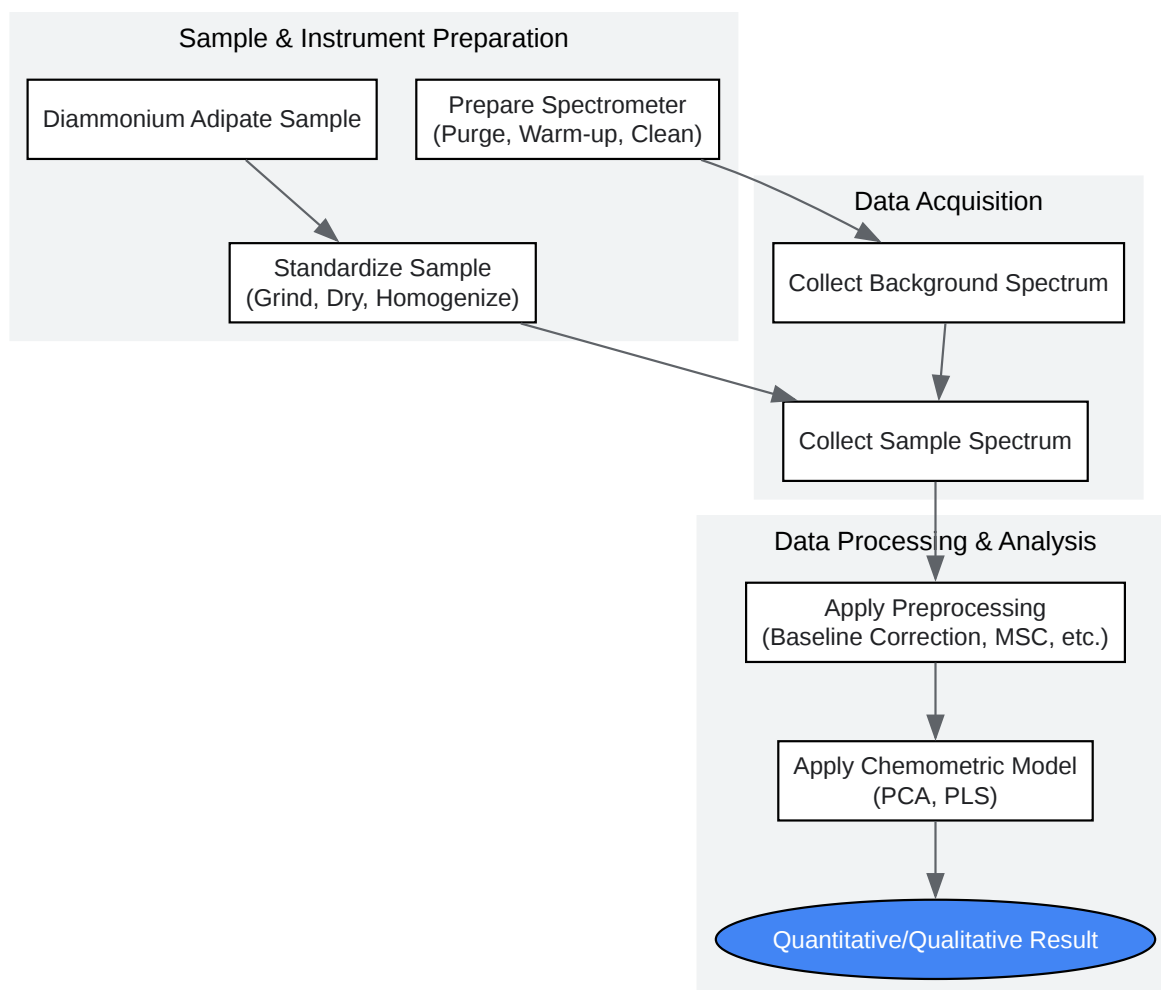 Sample & Instrument Preparation
Diammonium Adipate Sample
Prepare Spectrometer
(Purge, Warm-up, Clean)
Standardize Sample
(Grind, Dry, Homogenize)
Data Acquisition
Collect Background Spectrum
Collect Sample Spectrum
Data Processing & Analysis
Apply Preprocessing
(Baseline Correction, MSC, etc.)
Apply Chemometric Model
(PCA, PLS)
Quantitative/Qualitative Result